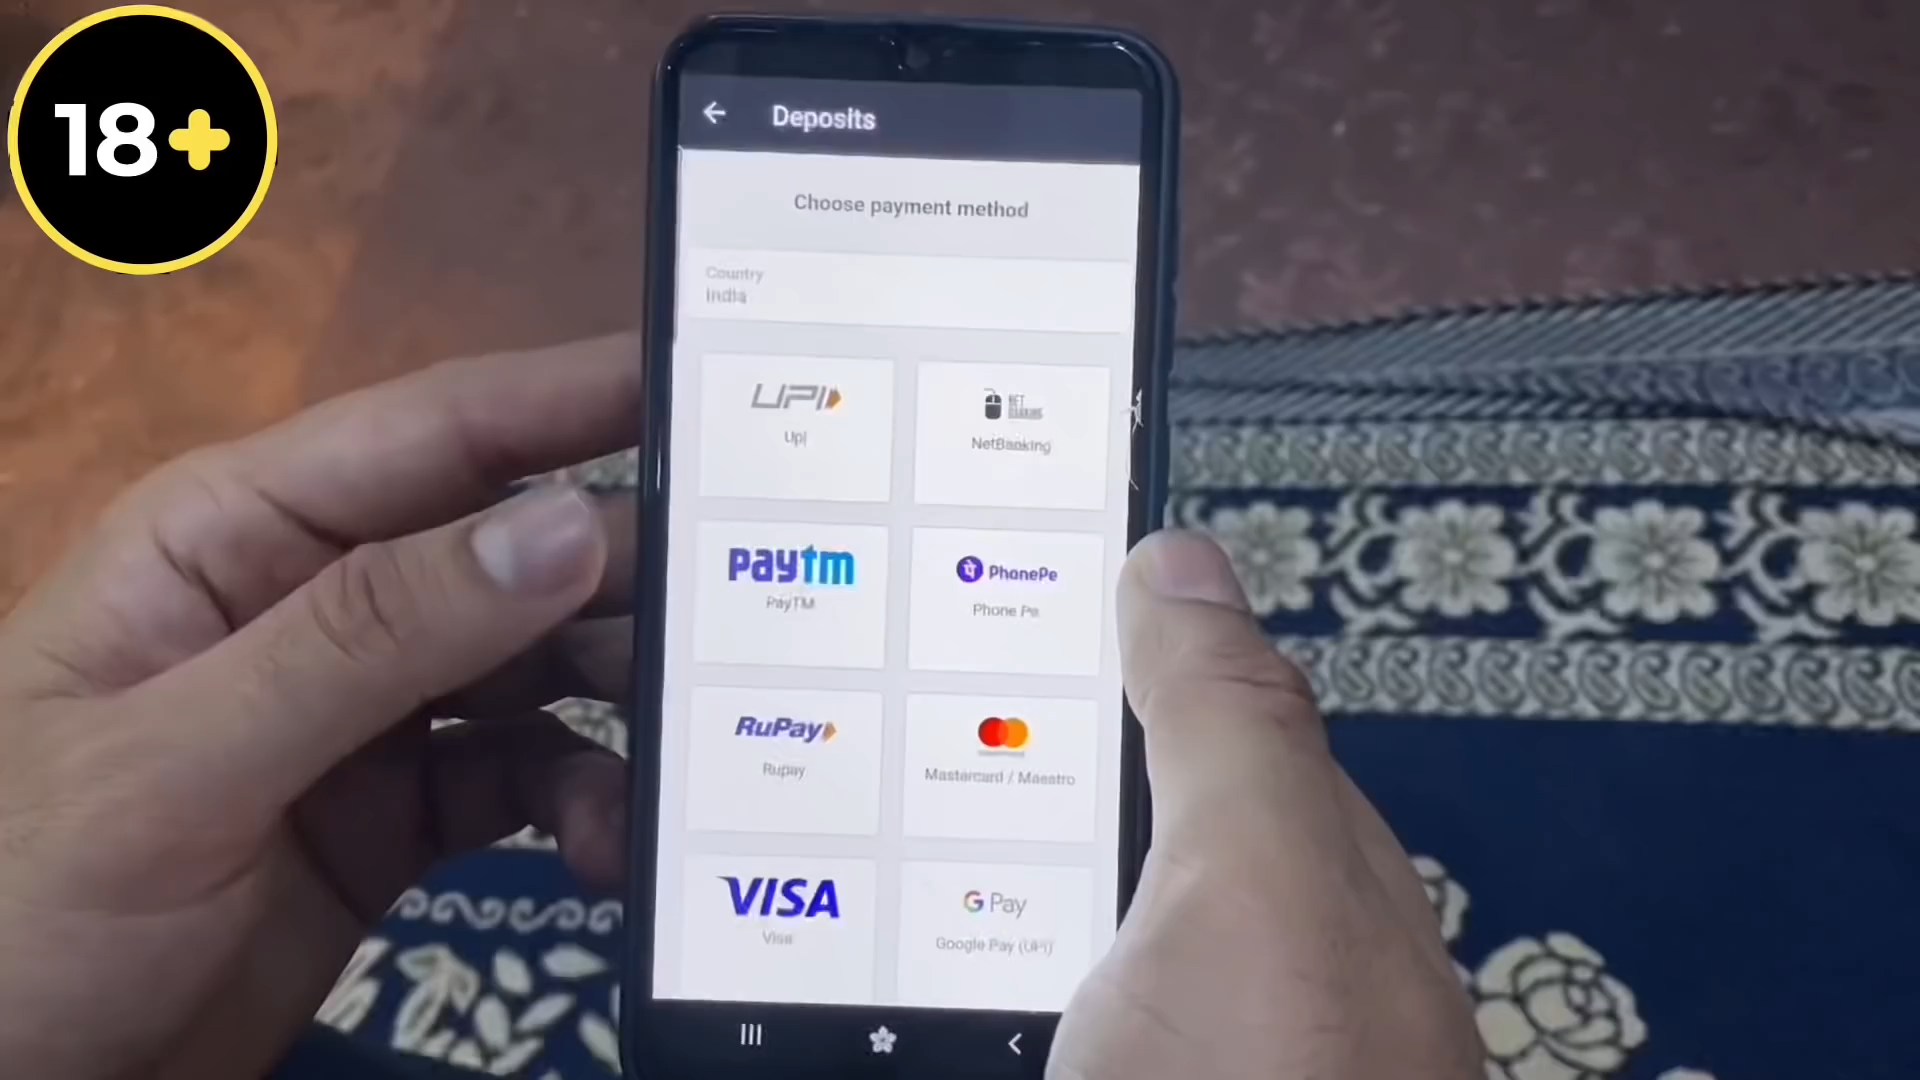 18+
Deposits
Choose payment method
Country
India
UPI
Upi
NET BANKING
NetBanking
paytm
PayTM
PhonePe
Phone Pe
RuPay
Rupay
Mastercard / Maestro
VISA
Visa
G Pay
Google Pay (UPI)